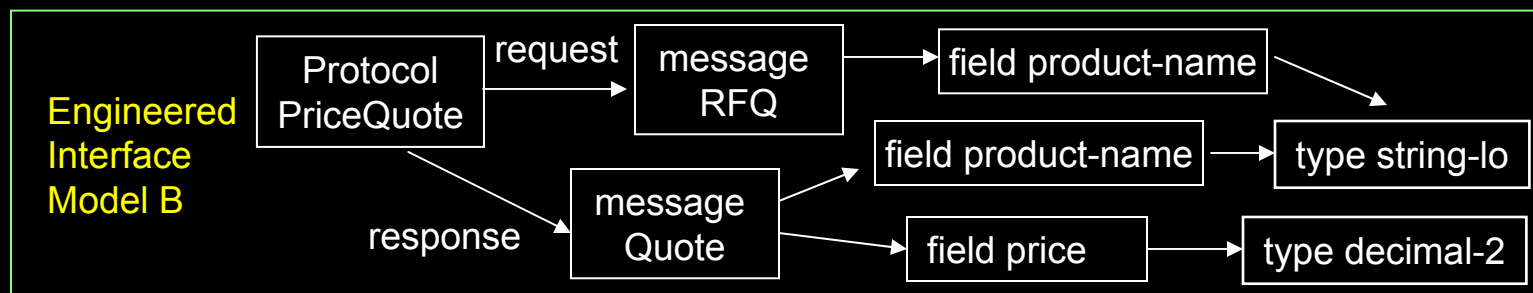 Engineered
Interface
Model B
Protocol
PriceQuote
request
message
RFQ
field product-name
field product-name
type string-lo
response
message
Quote
field price
type decimal-2